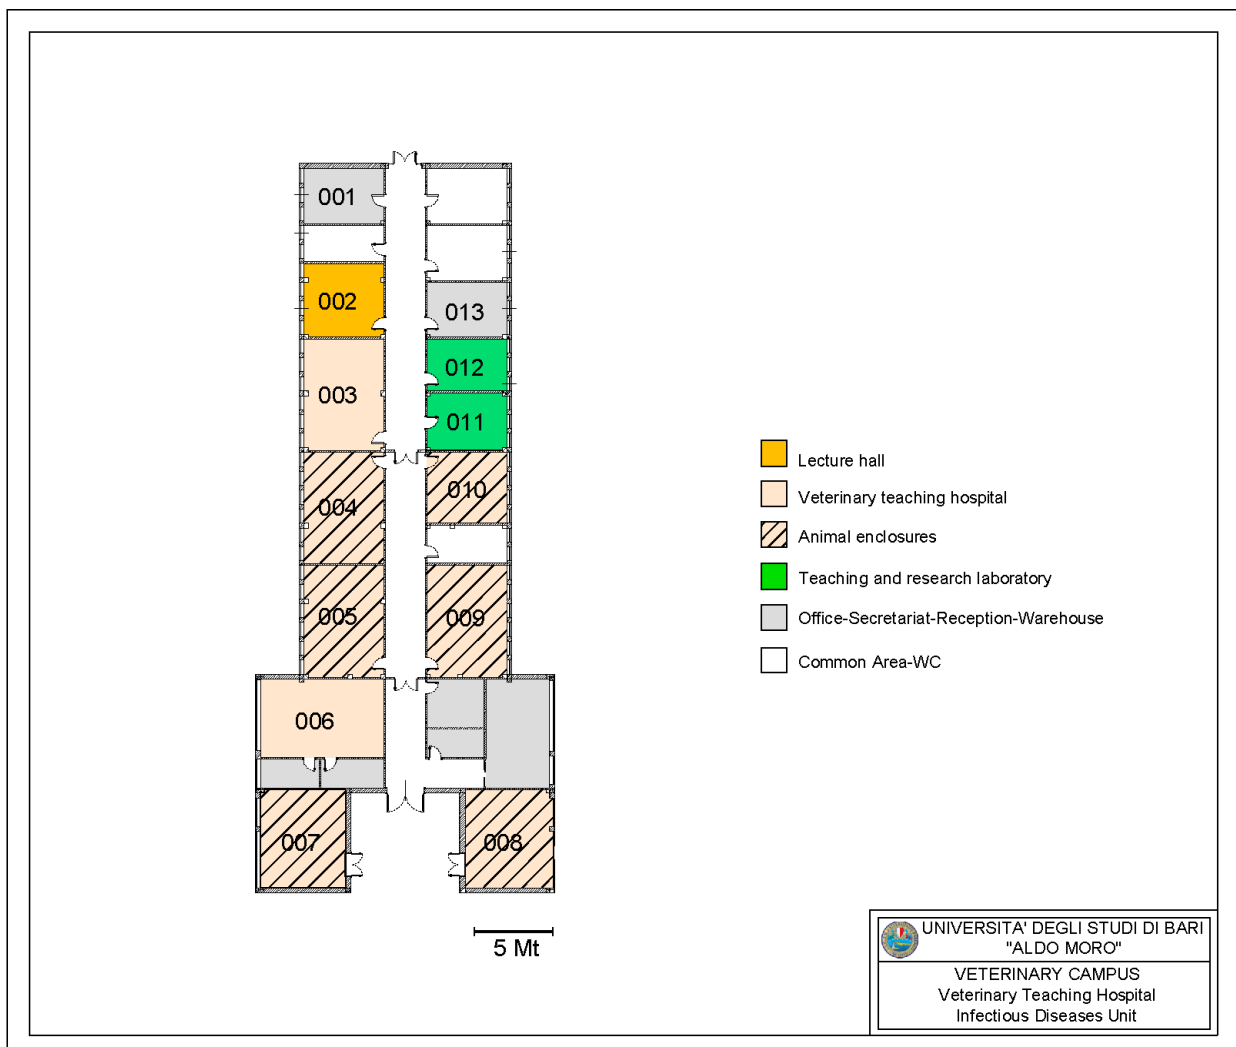 001
002
013
012
003
011
010
004
005
009
006
007
008
Lecture hall
Veterinary teaching hospital
Animal enclosures
Teaching and research laboratory
Office-Secretariat-Reception-Warehouse
Common Area-WC
5 Mt
UNIVERSITA' DEGLI STUDI DI BARI
"ALDO MORO"
VETERINARY CAMPUS
Veterinary Teaching Hospital
Infectious Diseases Unit